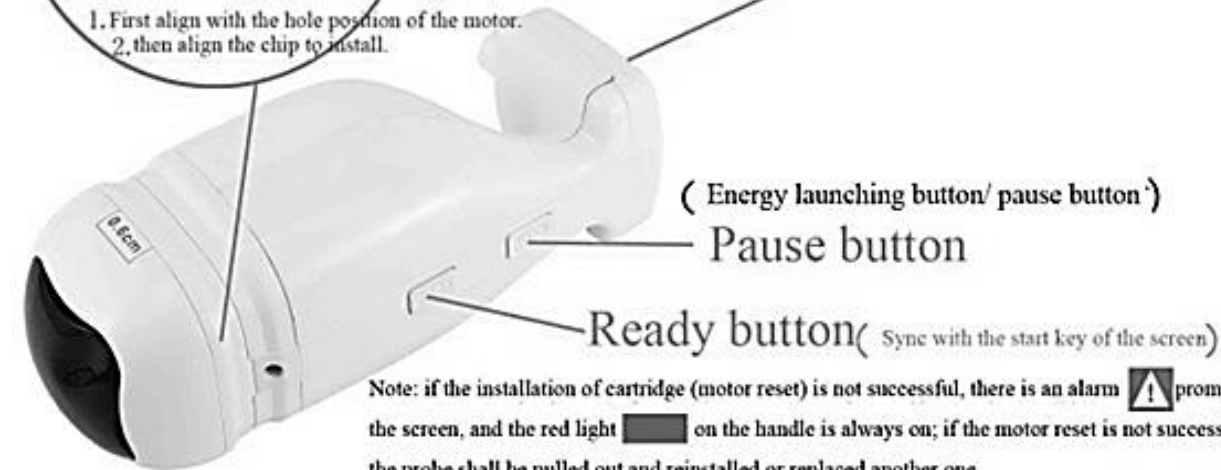 1. First align with the hole position of the motor.
2. then align the chip to install.
0.6cm
( Energy launching button/ pause button )
Pause button
Ready button( Sync with the start key of the screen)
Note: if the installation of cartridge (motor reset) is not successful, there is an alarm prom
the screen, and the red light on the handle is always on; if the motor reset is not success
the probe shall be pulled out and reinstalled or replaced another one